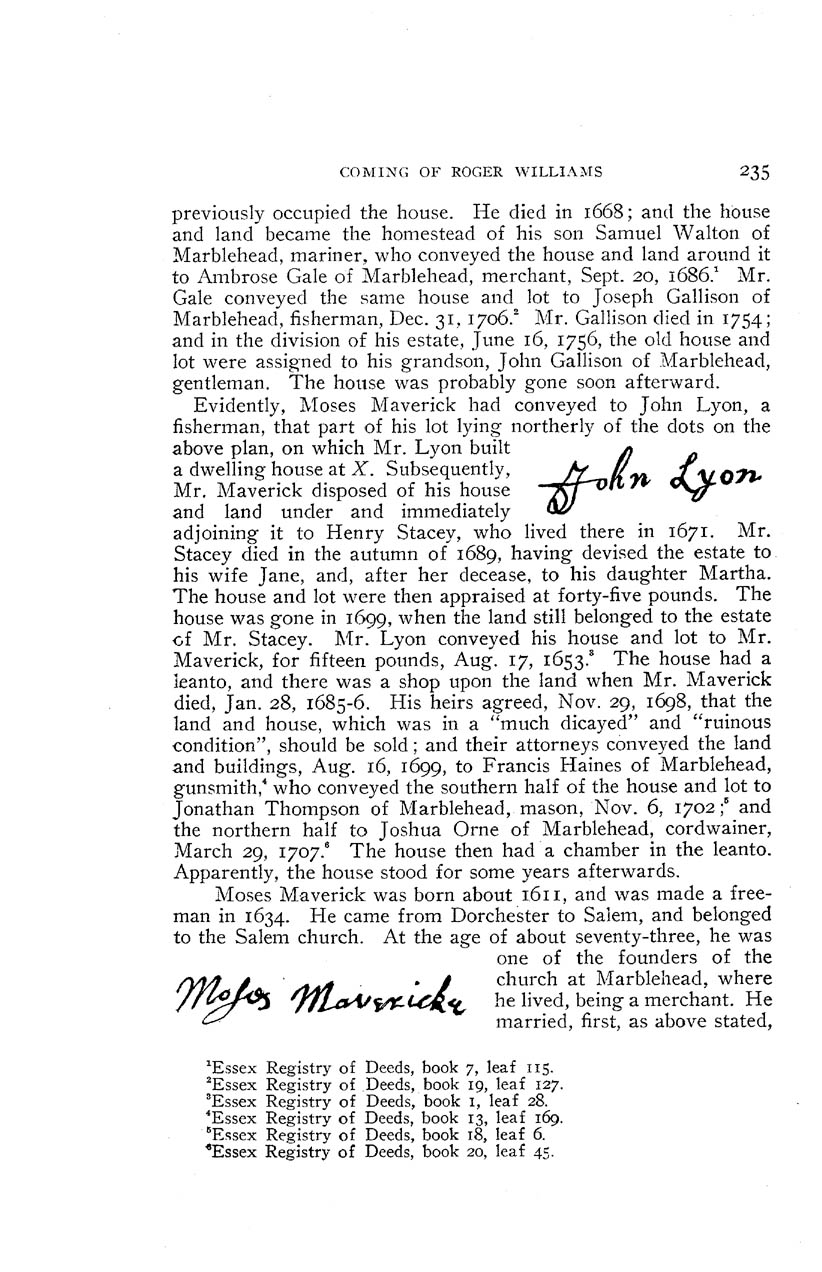 COMING OF ROGER WILLIAMS 235
previously occupied the house. He died in 1668; and the house
and land became the homestead of his son Samuel Walton of
Marblehead, mariner, who conveyed the house and land around it
to Ambrose Gale of Marblehead, merchant, Sept. 20, 1686.¹ Mr.
Gale conveyed the same house and lot to Joseph Gallison of
Marblehead, fisherman, Dec. 31, 1706.² Mr. Gallison died in 1754;
and in the division of his estate, June 16, 1756, the old house and
lot were assigned to his grandson, John Gallison of Marblehead,
gentleman. The house was probably gone soon afterward.
Evidently, Moses Maverick had conveyed to John Lyon, a
fisherman, that part of his lot lying northerly of the dots on the
above plan, on which Mr. Lyon built
a dwelling house at X. Subsequently,
Mr. Maverick disposed of his house
and land under and immediately
John Lyon
adjoining it to Henry Stacey, who lived there in 1671. Mr.
Stacey died in the autumn of 1689, having devised the estate to
his wife Jane, and, after her decease, to his daughter Martha.
The house and lot were then appraised at forty-five pounds. The
house was gone in 1699, when the land still belonged to the estate
of Mr. Stacey. Mr. Lyon conveyed his house and lot to Mr.
Maverick, for fifteen pounds, Aug. 17, 1653.³ The house had a
leanto, and there was a shop upon the land when Mr. Maverick
died, Jan. 28, 1685-6. His heirs agreed, Nov. 29, 1698, that the
land and house, which was in a "much dicayed" and "ruinous
condition", should be sold; and their attorneys conveyed the land
and buildings, Aug. 16, 1699, to Francis Haines of Marblehead,
gunsmith,⁴ who conveyed the southern half of the house and lot to
Jonathan Thompson of Marblehead, mason, Nov. 6, 1702;⁵ and
the northern half to Joshua Orne of Marblehead, cordwainer,
March 29, 1707.⁶ The house then had a chamber in the leanto.
Apparently, the house stood for some years afterwards.
Moses Maverick was born about 1611, and was made a free-
man in 1634. He came from Dorchester to Salem, and belonged
to the Salem church. At the age of about seventy-three, he was
one of the founders of the
church at Marblehead, where
he lived, being a merchant. He
married, first, as above stated,
Moses Mavericke
¹Essex Registry of Deeds, book 7, leaf 115.
²Essex Registry of Deeds, book 19, leaf 127.
³Essex Registry of Deeds, book 1, leaf 28.
⁴Essex Registry of Deeds, book 13, leaf 169.
⁵Essex Registry of Deeds, book 18, leaf 6.
⁶Essex Registry of Deeds, book 20, leaf 45.